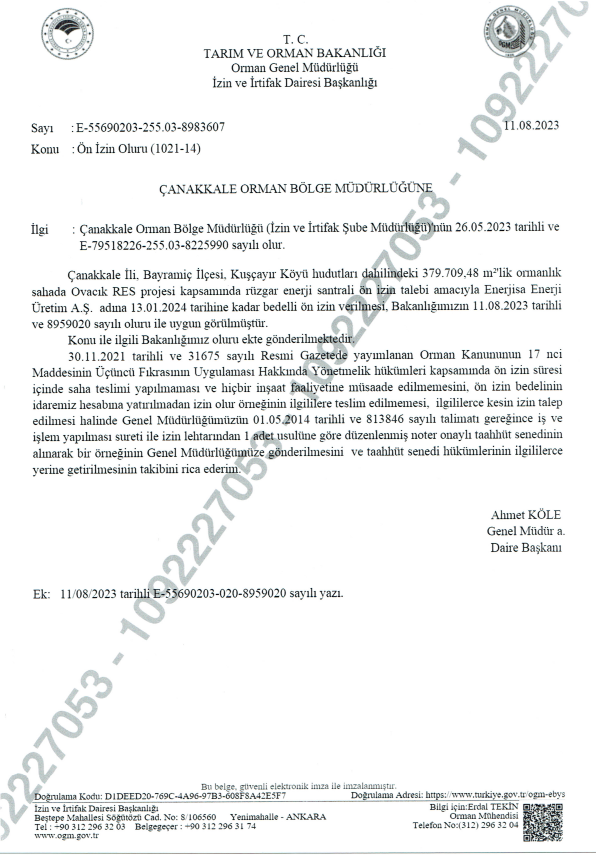 T. C.
TARIM VE ORMAN BAKANLIĞI
Orman Genel Müdürlüğü
İzin ve İrtifak Dairesi Başkanlığı
Sayı : E-55690203-255.03-8983607 11.08.2023
Konu : Ön İzin Oluru (1021-14)
ÇANAKKALE ORMAN BÖLGE MÜDÜRLÜĞÜNE
İlgi : Çanakkale Orman Bölge Müdürlüğü (İzin ve İrtifak Şube Müdürlüğü)'nün 26.05.2023 tarihli ve
E-79518226-255.03-8225990 sayılı olur.
Çanakkale İli, Bayramiç İlçesi, Kuşçayır Köyü hudutları dahilindeki 379.709,48 m²'lik ormanlık
sahada Ovacık RES projesi kapsamında rüzgar enerji santrali ön izin talebi amacıyla Enerjisa Enerji
Üretim A.Ş. adına 13.01.2024 tarihine kadar bedelli ön izin verilmesi, Bakanlığımızın 11.08.2023 tarihli
ve 8959020 sayılı oluru ile uygun görülmüştür.
Konu ile ilgili Bakanlığımız oluru ekte gönderilmektedir.
30.11.2021 tarihli ve 31675 sayılı Resmi Gazetede yayımlanan Orman Kanununun 17 nci
Maddesinin Üçüncü Fıkrasının Uygulaması Hakkında Yönetmelik hükümleri kapsamında ön izin süresi
içinde saha teslimi yapılmaması ve hiçbir inşaat faaliyetine müsaade edilmemesini, ön izin bedelinin
idaremiz hesabına yatırılmadan izin olur örneğinin ilgililere teslim edilmemesi, ilgililerce kesin izin talep
edilmesi halinde Genel Müdürlüğümüzün 01.05.2014 tarihli ve 813846 sayılı talimatı gereğince iş ve
işlem yapılması sureti ile izin lehtarından 1 adet usulüne göre düzenlenmiş noter onaylı taahhüt senedinin
alınarak bir örneğinin Genel Müdürlüğümüze gönderilmesini ve taahhüt senedi hükümlerinin ilgililerce
yerine getirilmesinin takibini rica ederim.
Ahmet KÖLE
Genel Müdür a.
Daire Başkanı
Ek: 11/08/2023 tarihli E-55690203-020-8959020 sayılı yazı.
1092227053 - 1092227053 - 1092227053 - 1092227053
Bu belge, güvenli elektronik imza ile imzalanmıştır.
Doğrulama Kodu: D1DEED20-769C-4A96-97B3-608F8A42E5F7 Doğrulama Adresi: https://www.turkiye.gov.tr/ogm-ebys
İzin ve İrtifak Dairesi Başkanlığı Bilgi için:Erdal TEKİN
Beştepe Mahallesi Söğütözü Cad. No: 8/106560 Yenimahalle - ANKARA Orman Mühendisi
Tel : +90 312 296 32 03 Belgegeçer : +90 312 296 31 74 Telefon No:(312) 296 32 04
www.ogm.gov.tr